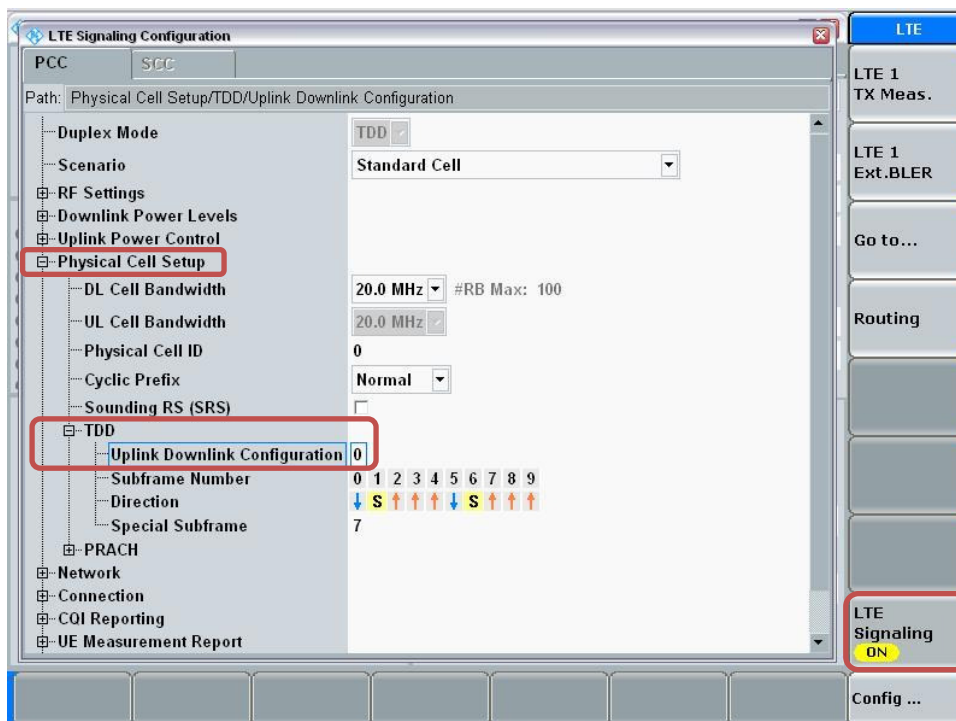 LTE Signaling Configuration
PCC
SCC
Path: Physical Cell Setup/TDD/Uplink Downlink Configuration
Duplex Mode TDD
Scenario Standard Cell
RF Settings
Downlink Power Levels
Uplink Power Control
Physical Cell Setup
DL Cell Bandwidth 20.0 MHz #RB Max: 100
UL Cell Bandwidth 20.0 MHz
Physical Cell ID 0
Cyclic Prefix Normal
Sounding RS (SRS)
TDD
Uplink Downlink Configuration 0
Subframe Number 0 1 2 3 4 5 6 7 8 9
Direction ↓ S ↑ ↑ ↑ ↓ S ↑ ↑ ↑
Special Subframe 7
PRACH
Network
Connection
CQI Reporting
UE Measurement Report
LTE
LTE 1
TX Meas.
LTE 1
Ext.BLER
Go to...
Routing
LTE
Signaling
ON
Config ...